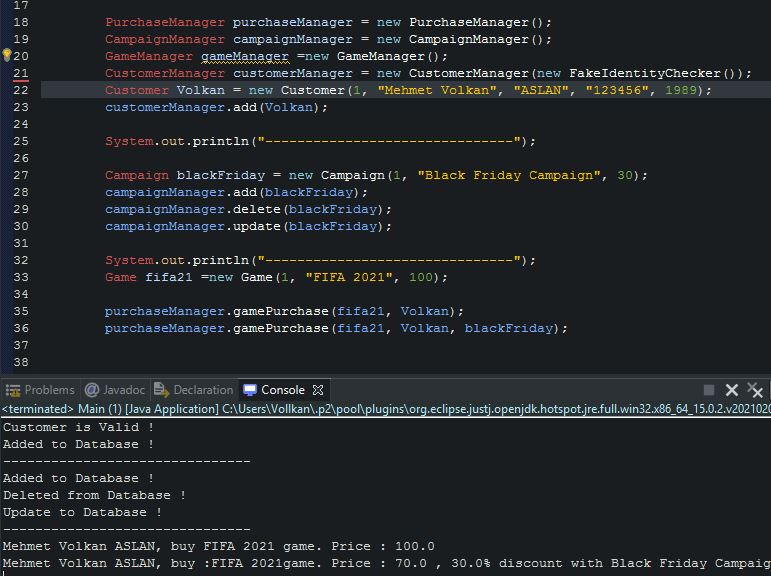 17
18 PurchaseManager purchaseManager = new PurchaseManager();
19 CampaignManager campaignManager = new CampaignManager();
20 GameManager gameManager =new GameManager();
21 CustomerManager customerManager = new CustomerManager(new FakeIdentityChecker());
22 Customer Volkan = new Customer(1, "Mehmet Volkan", "ASLAN", "123456", 1989);
23 customerManager.add(Volkan);
24
25 System.out.println("-------------------------------");
26
27 Campaign blackFriday = new Campaign(1, "Black Friday Campaign", 30);
28 campaignManager.add(blackFriday);
29 campaignManager.delete(blackFriday);
30 campaignManager.update(blackFriday);
31
32 System.out.println("-------------------------------");
33 Game fifa21 =new Game(1, "FIFA 2021", 100);
34
35 purchaseManager.gamePurchase(fifa21, Volkan);
36 purchaseManager.gamePurchase(fifa21, Volkan, blackFriday);
37
38
Problems @ Javadoc Declaration Console
<terminated> Main (1) [Java Application] C:\Users\Vollkan\.p2\pool\plugins\org.eclipse.justj.openjdk.hotspot.jre.full.win32.x86_64_15.0.2.v2021020
Customer is Valid !
Added to Database !
-------------------------------
Added to Database !
Deleted from Database !
Update to Database !
-------------------------------
Mehmet Volkan ASLAN, buy FIFA 2021 game. Price : 100.0
Mehmet Volkan ASLAN, buy :FIFA 2021game. Price : 70.0 , 30.0% discount with Black Friday Campaig